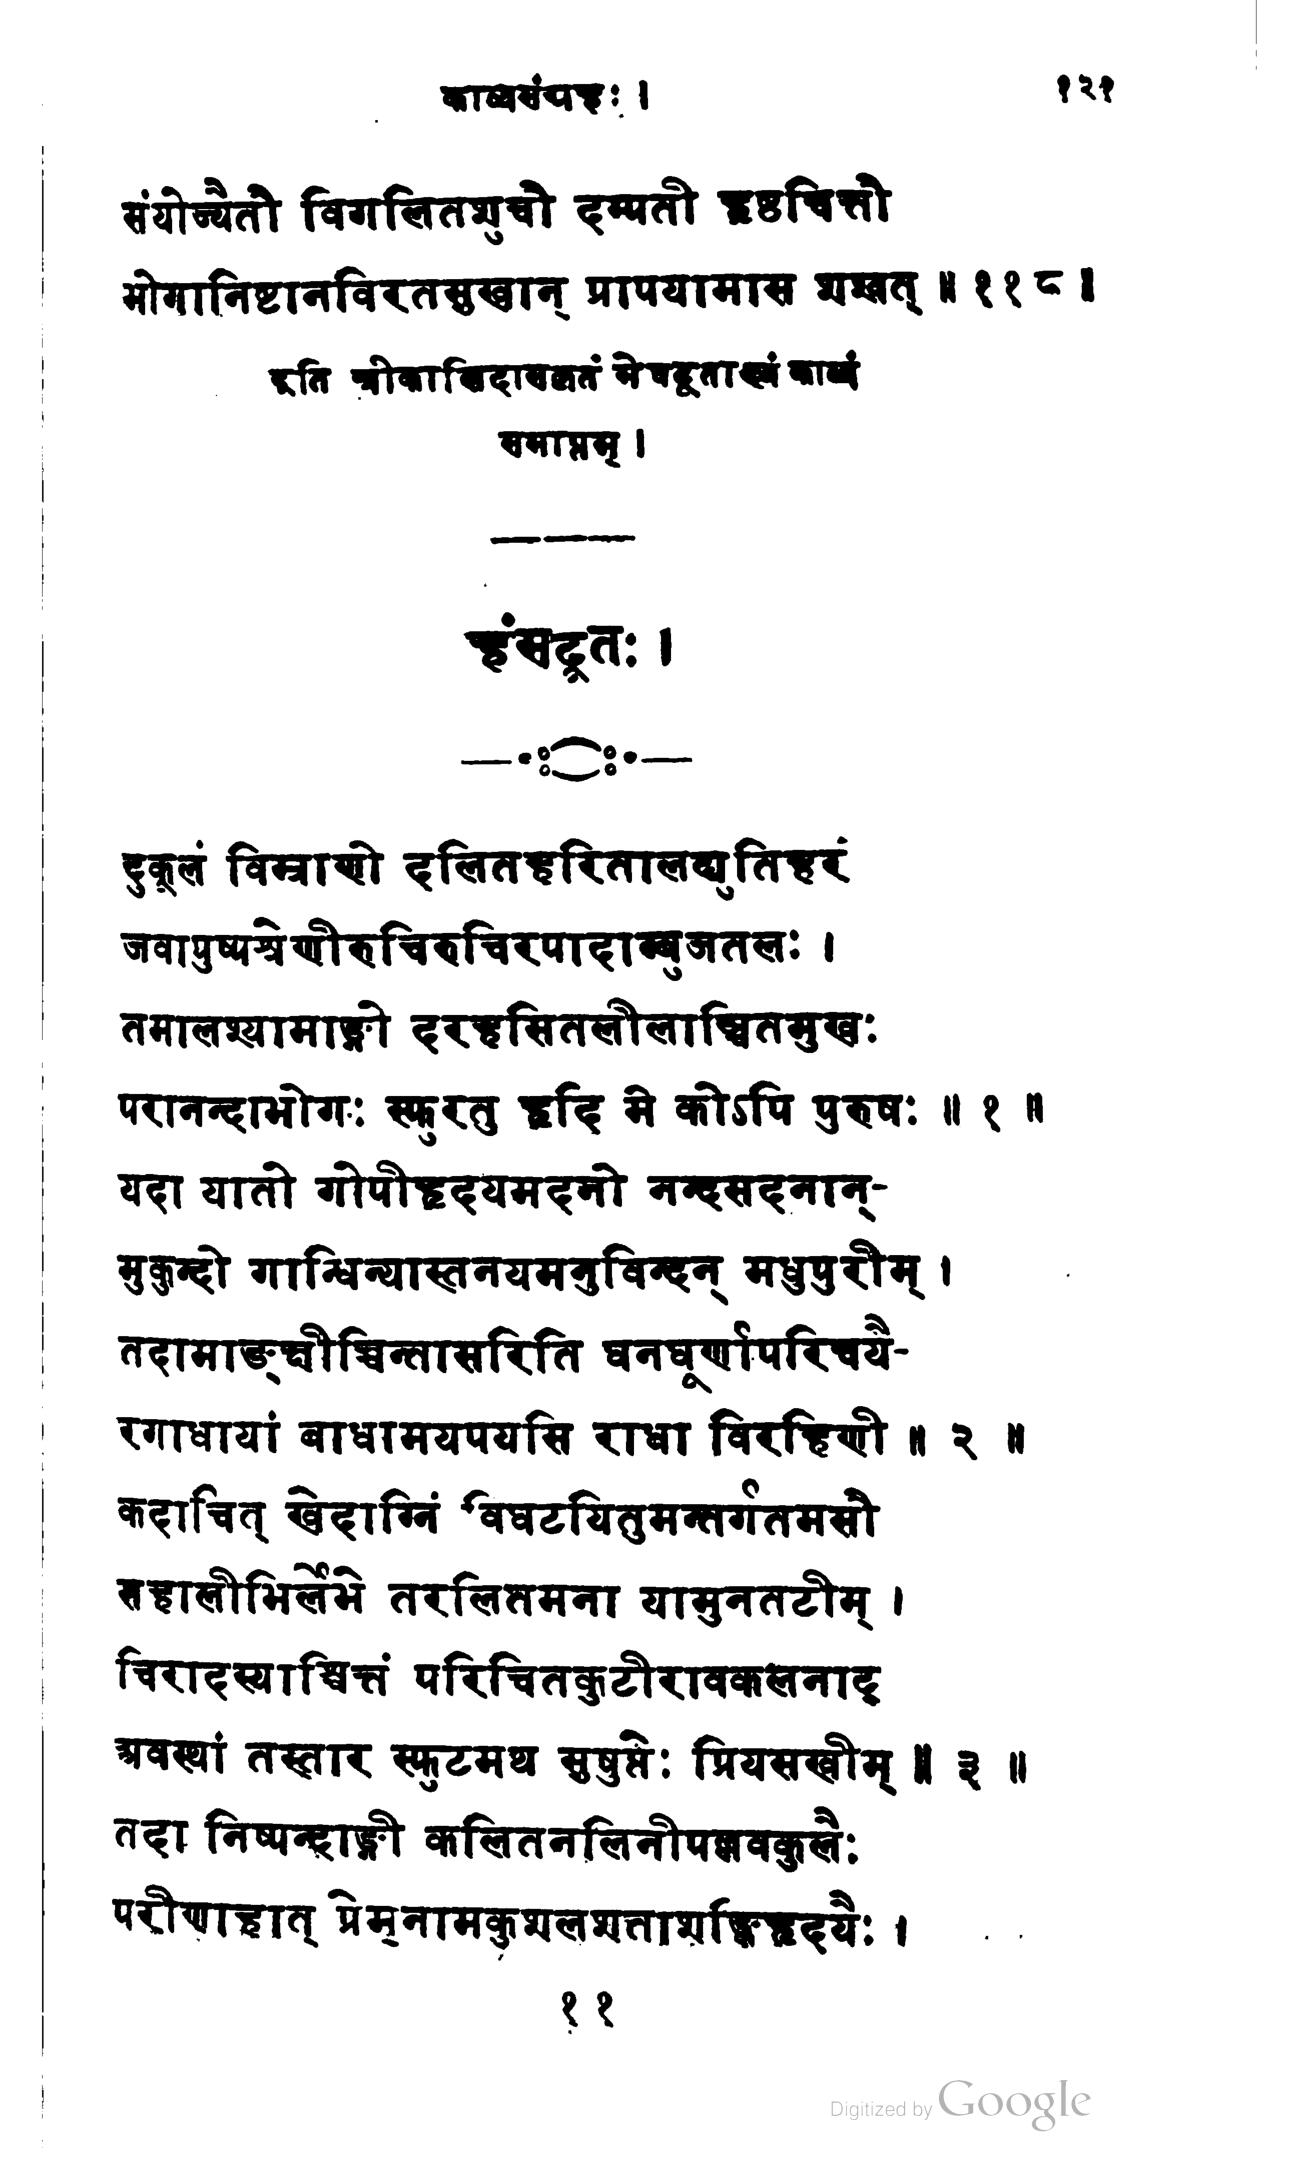 काव्यसंग्रहः । १२१
संयोज्यैतौ विगलितशुचौ दम्पती हृष्टचित्तौ
भोगानिष्टानविरतसुखान् प्रापयामास शश्वत् ॥ ११८ ॥
इति श्रीकालिदासकृतं मेघदूताख्यं काव्यं
समाप्तम् ।
हंसदूतः ।
दुकूलं विभ्राणो दलितहरितालद्युतिहरं
जवापुष्पश्रेणीरुचिरुचिरपादाम्बुजतलः ।
तमालश्यामाङ्गो दरहसितलीलाञ्चितमुखः
परानन्दाभोगः स्फुरतु हृदि मे कोऽपि पुरुषः ॥ १ ॥
यदा यातो गोपीहृदयमदनो नन्दसदनान्-
मुकुन्दो गान्धिन्यास्तनयमनुविन्दन् मधुपुरीम् ।
तदामाङ्क्षीच्चिन्तासरिति घनघूर्णापरिचयै-
रगाधायां बाधामयपयसि राधा विरहिणी ॥ २ ॥
कदाचित् खेदाग्निं विघटयितुमन्तर्गतमसौ
सहालीभिर्लेभे तरलितमना यामुनतटीम् ।
चिरादस्याश्चित्तं परिचितकुटीरावकलनाद्
अवस्थां तस्तार स्फुटमथ सुषुप्तेः प्रियसखीम् ॥ ३ ॥
तदा निष्पन्दाङ्गी कलितनलिनीपल्लवकुलैः
परीणाहात् प्रेम्नामकुशलशताशङ्किहृदयैः ।
११
Digitized by Google